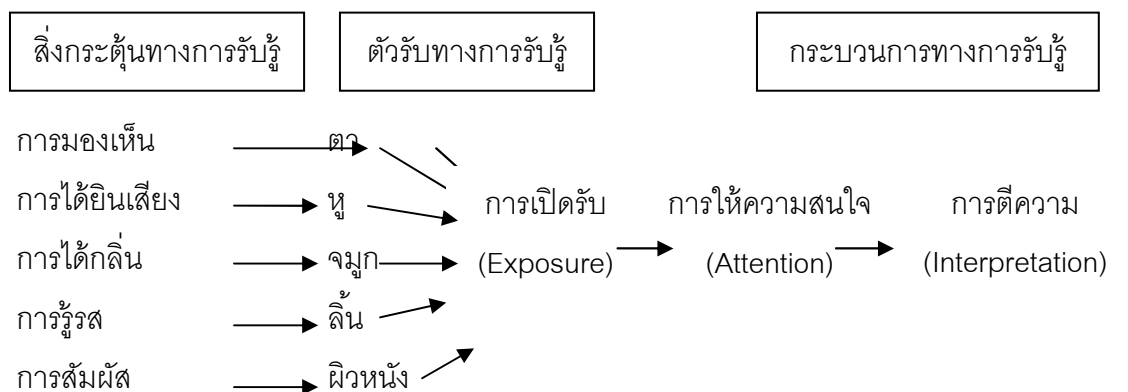 สิ่งกระตุ้นทางการรับรู้ ตัวรับทางการรับรู้ กระบวนการทางการรับรู้
การมองเห็น ตา
การได้ยินเสียง หู การเปิดรับ การให้ความสนใจ การตีความ
การได้กลิ่น จมูก (Exposure) (Attention) (Interpretation)
การรู้รส ลิ้น
การสัมผัส ผิวหนัง